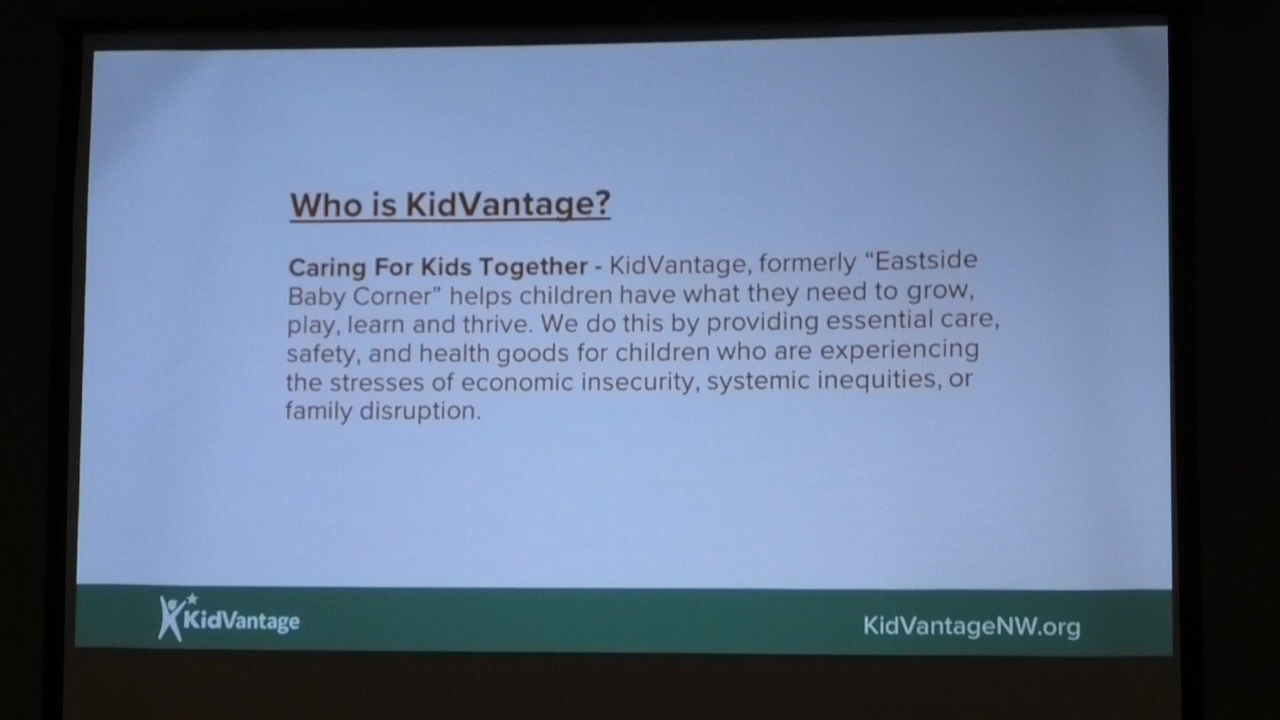 Who is KidVantage?
Caring For Kids Together - KidVantage, formerly “Eastside
Baby Corner” helps children have what they need to grow,
play, learn and thrive. We do this by providing essential care,
safety, and health goods for children who are experiencing
the stresses of economic insecurity, systemic inequities, or
family disruption.
KidVantage
KidVantageNW.org